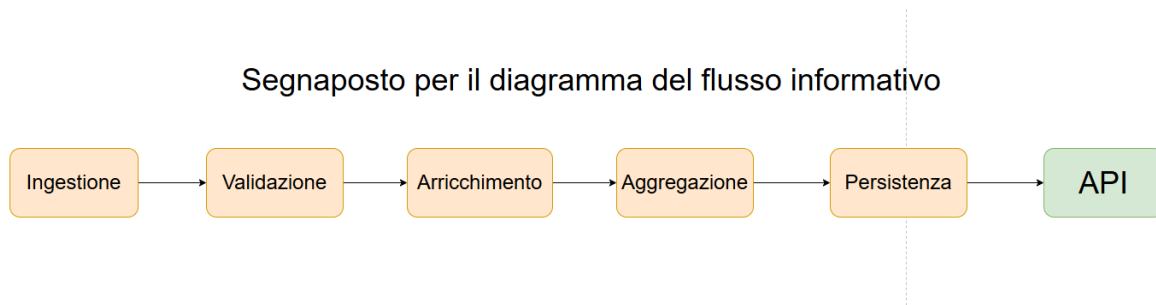 Segnaposto per il diagramma del flusso informativo
Ingestione
Validazione
Arricchimento
Aggregazione
Persistenza
API